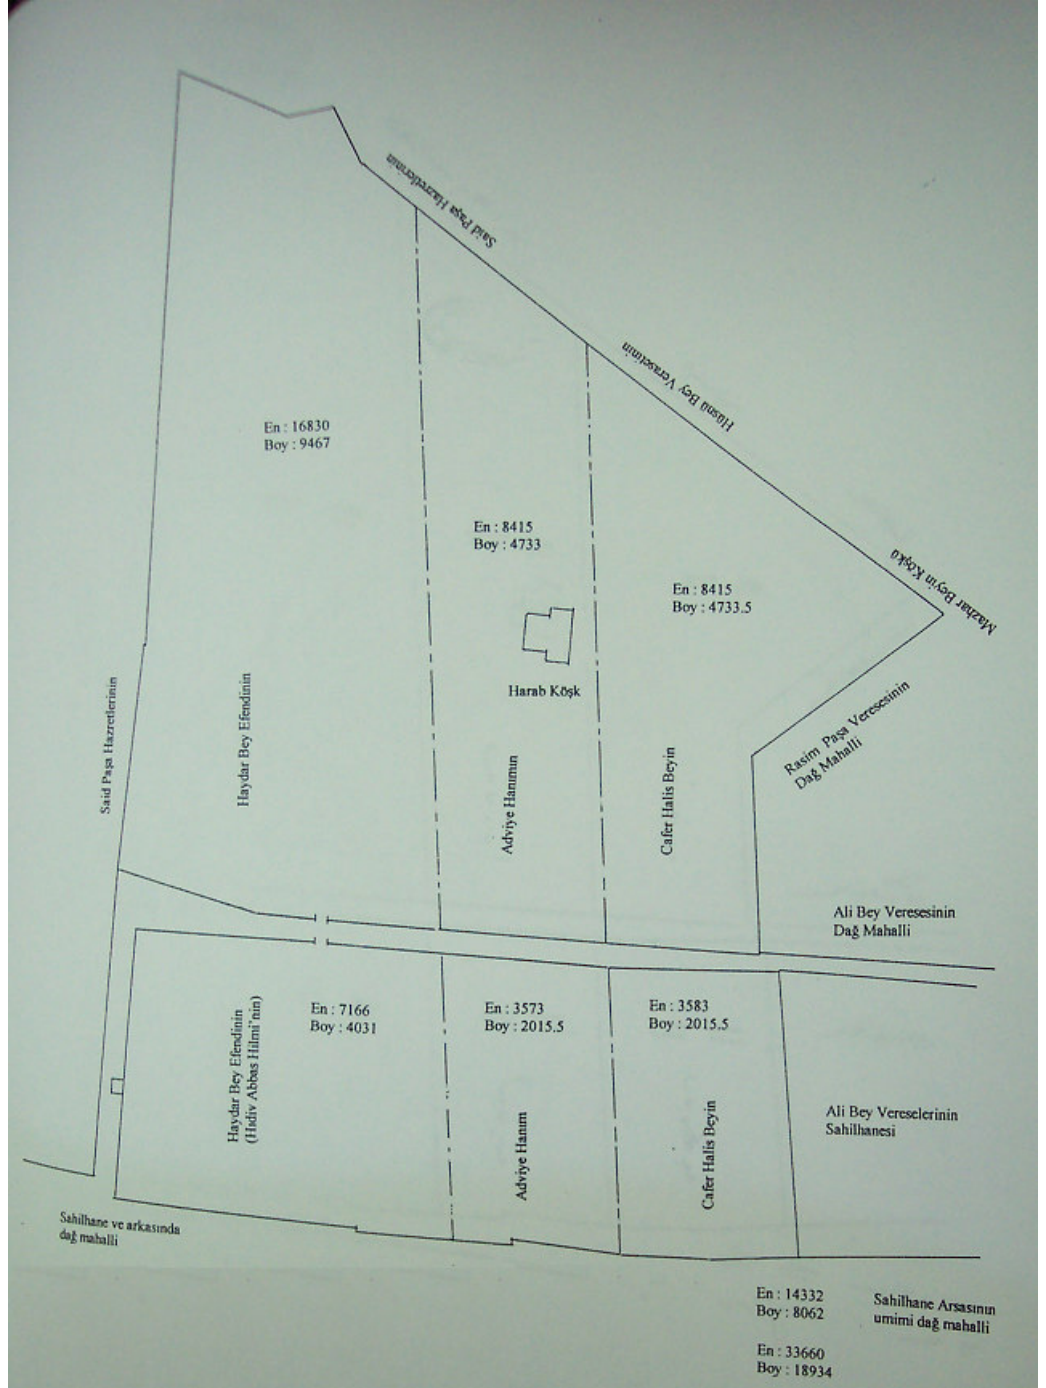 Said Paşa Hazretlerinin
Hüsnü Bey Verasetinin
Mazhar Beyin Köşkü
En : 16830
Boy : 9467
En : 8415
Boy : 4733
En : 8415
Boy : 4733.5
Harab Köşk
Said Paşa Hazretlerinin
Haydar Bey Efendinin
Adviye Hanımın
Cafer Halis Beyin
Rasim Paşa Veresesinin
Dağ Mahalli
Ali Bey Veresesinin
Dağ Mahalli
En : 7166
Boy : 4031
En : 3573
Boy : 2015.5
En : 3583
Boy : 2015.5
Haydar Bey Efendinin
(Hıdiv Abbas Hilmi'nin)
Adviye Hanım
Cafer Halis Beyin
Ali Bey Vereselerinin
Sahilhanesi
Sahilhane ve arkasında
dağ mahalli
En : 14332
Boy : 8062
Sahilhane Arsasının
umimi dağ mahalli
En : 33660
Boy : 18934